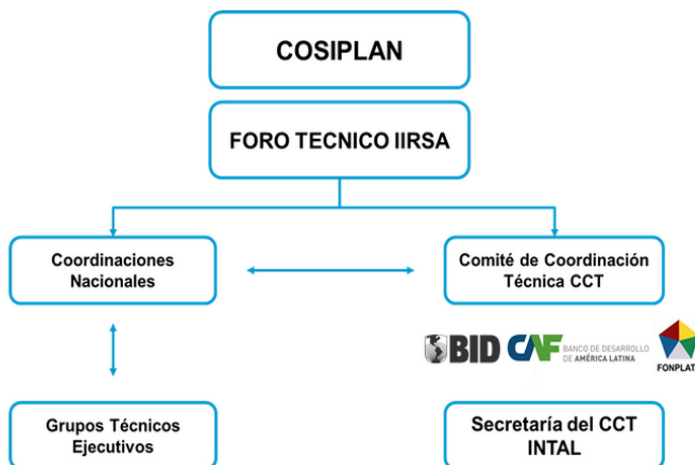 COSIPLAN
FORO TECNICO IIRSA
Coordinaciones
Nacionales
Comité de Coordinación
Técnica CCT
BID
CAF
BANCO DE DESARROLLO
DE AMÉRICA LATINA
FONPLAT
Grupos Técnicos
Ejecutivos
Secretaría del CCT
INTAL